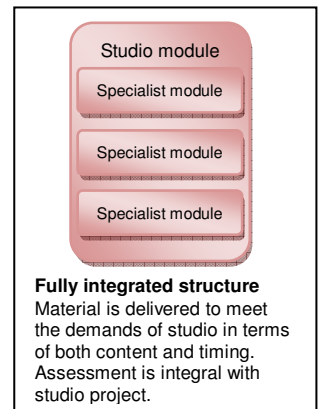 Studio module
Specialist module
Specialist module
Specialist module
Fully integrated structure
Material is delivered to meet
the demands of studio in terms
of both content and timing.
Assessment is integral with
studio project.